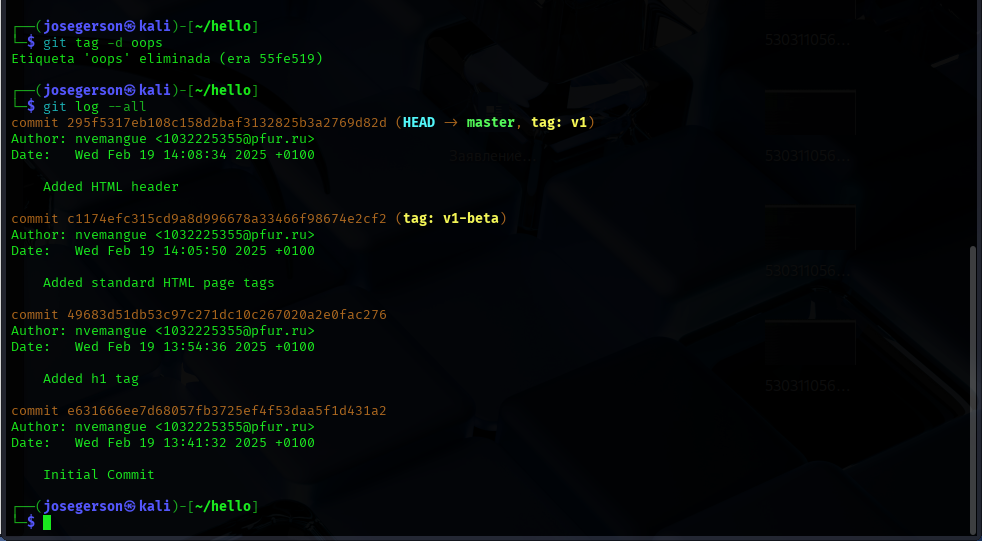 ┌──(josegerson㉿kali)-[~/hello]
└─$ git tag -d oops
Etiqueta 'oops' eliminada (era 55fe519)
┌──(josegerson㉿kali)-[~/hello]
└─$ git log --all
commit 295f5317eb108c158d2baf3132825b3a2769d82d (HEAD -> master, tag: v1)
Author: nvemangue <1032225355@pfur.ru>
Date:   Wed Feb 19 14:08:34 2025 +0100
    Added HTML header
commit c1174efc315cd9a8d996678a33466f98674e2cf2 (tag: v1-beta)
Author: nvemangue <1032225355@pfur.ru>
Date:   Wed Feb 19 14:05:50 2025 +0100
    Added standard HTML page tags
commit 49683d51db53c97c271dc10c267020a2e0fac276
Author: nvemangue <1032225355@pfur.ru>
Date:   Wed Feb 19 13:54:36 2025 +0100
    Added h1 tag
commit e631666ee7d68057fb3725ef4f53daa5f1d431a2
Author: nvemangue <1032225355@pfur.ru>
Date:   Wed Feb 19 13:41:32 2025 +0100
    Initial Commit
┌──(josegerson㉿kali)-[~/hello]
└─$
530311056...
Заявление...
530311056...
530311056...
530311056...